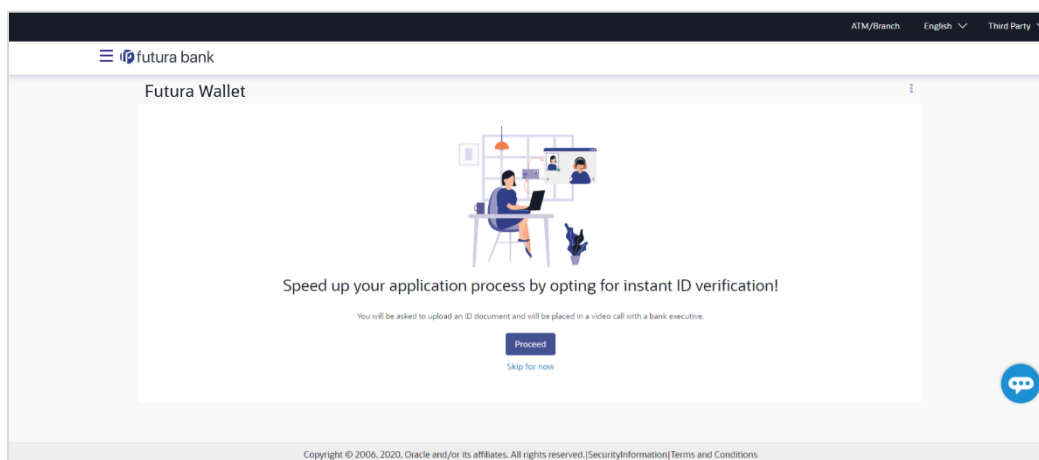 ATM/Branch English Third Party
futura bank
Futura Wallet
Speed up your application process by opting for instant ID verification!
You will be asked to upload an ID document and will be placed in a video call with a bank executive.
Proceed
Skip for now
Copyright © 2006, 2020, Oracle and/or its affiliates. All rights reserved.|SecurityInformation|Terms and Conditions